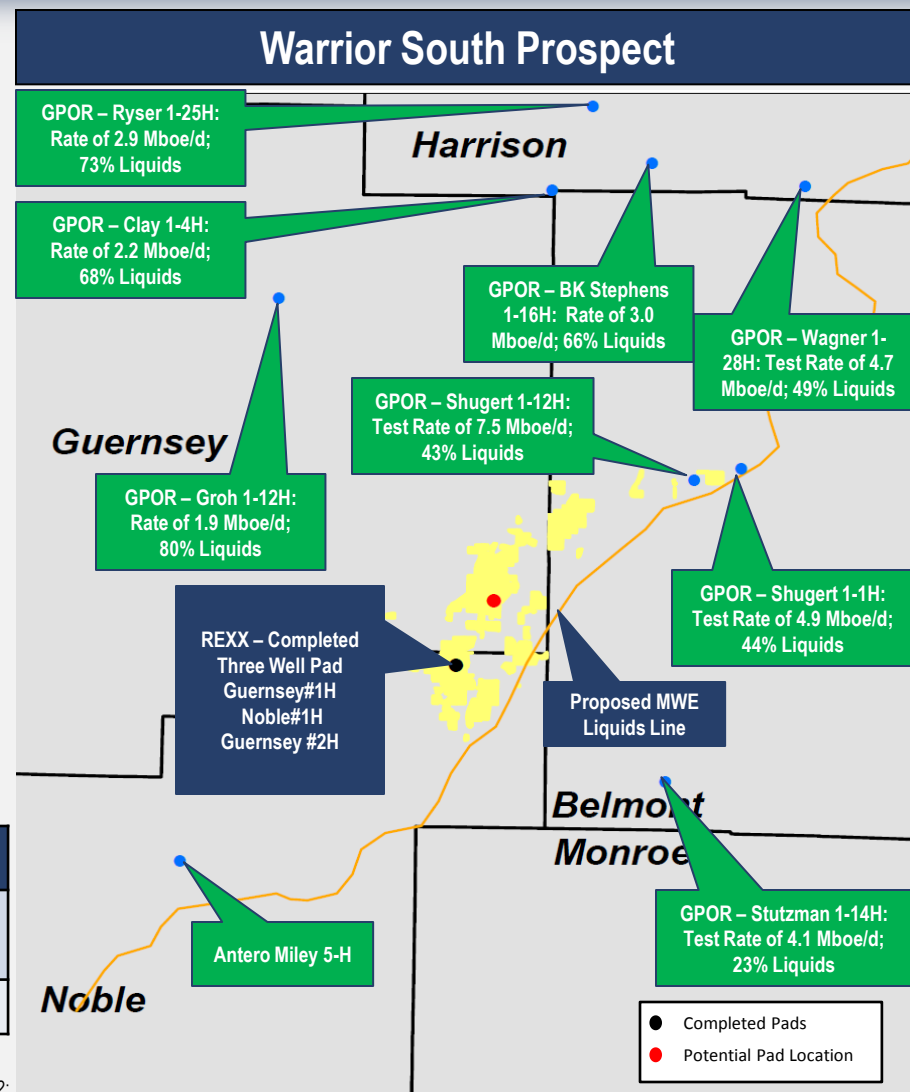 Warrior South Prospect
GPOR – Ryser 1-25H:
Rate of 2.9 Mboe/d;
73% Liquids
Harrison
GPOR – Clay 1-4H:
Rate of 2.2 Mboe/d;
68% Liquids
GPOR – BK Stephens
1-16H: Rate of 3.0
Mboe/d; 66% Liquids
GPOR – Wagner 1-
28H: Test Rate of 4.7
Mboe/d; 49% Liquids
GPOR – Shugert 1-12H:
Test Rate of 7.5 Mboe/d;
43% Liquids
Guernsey
GPOR – Groh 1-12H:
Rate of 1.9 Mboe/d;
80% Liquids
GPOR – Shugert 1-1H:
Test Rate of 4.9 Mboe/d;
44% Liquids
REXX – Completed
Three Well Pad
Guernsey#1H
Noble#1H
Guernsey #2H
Proposed MWE
Liquids Line
Belmont
Monroe
GPOR – Stutzman 1-14H:
Test Rate of 4.1 Mboe/d;
23% Liquids
Antero Miley 5-H
Noble
Completed Pads
Potential Pad Location